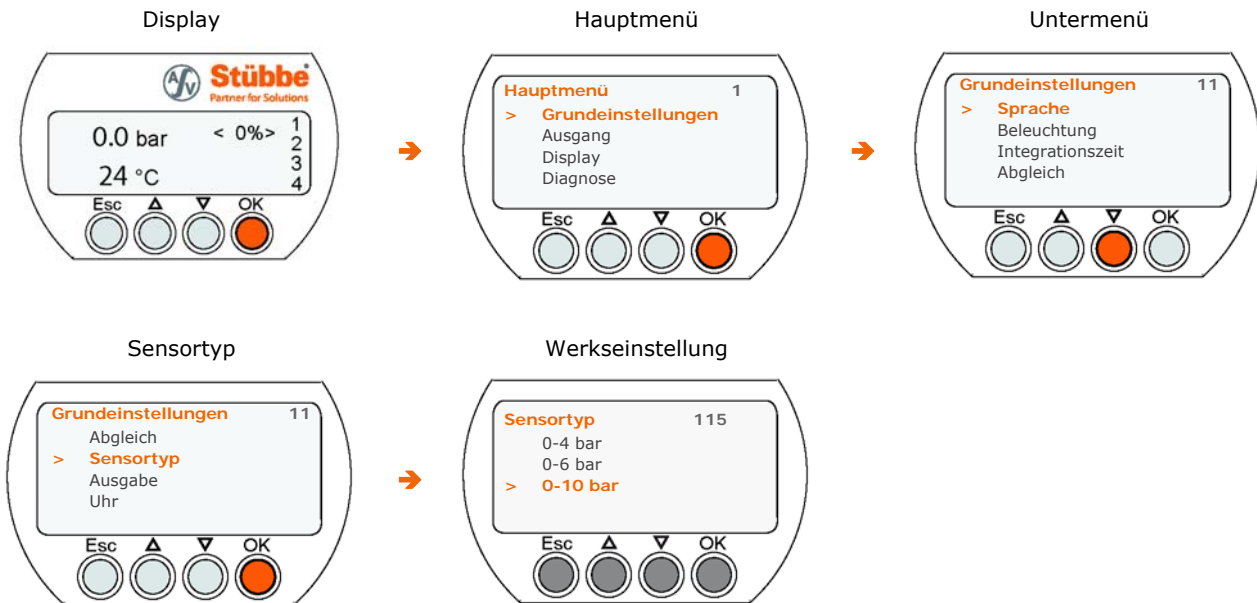 Display
Stübbe
Partner for Solutions
0.0 bar < 0%> 1
2
3
24 °C 4
Esc OK
Hauptmenü
Hauptmenü 1
> Grundeinstellungen
Ausgang
Display
Diagnose
Esc OK
Untermenü
Grundeinstellungen 11
> Sprache
Beleuchtung
Integrationszeit
Abgleich
Esc OK
Sensortyp
Grundeinstellungen 11
Abgleich
> Sensortyp
Ausgabe
Uhr
Esc OK
Werkseinstellung
Sensortyp 115
0-4 bar
0-6 bar
> 0-10 bar
Esc OK